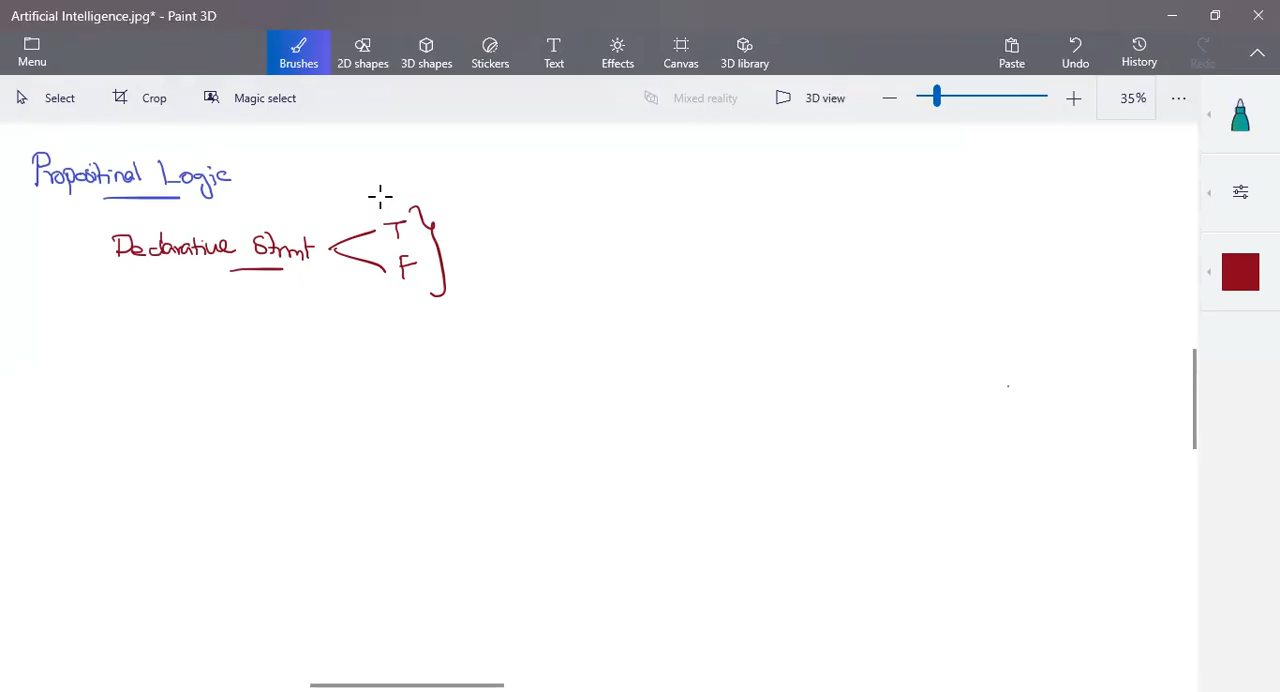 Artificial Intelligence.jpg* - Paint 3D
Menu
Brushes
2D shapes
3D shapes
Stickers
Text
Effects
Canvas
3D library
Paste
Undo
History
Redo
Select
Crop
Magic select
Mixed reality
3D view
35%
Propositinal Logic
Declarative Stmt
T
F